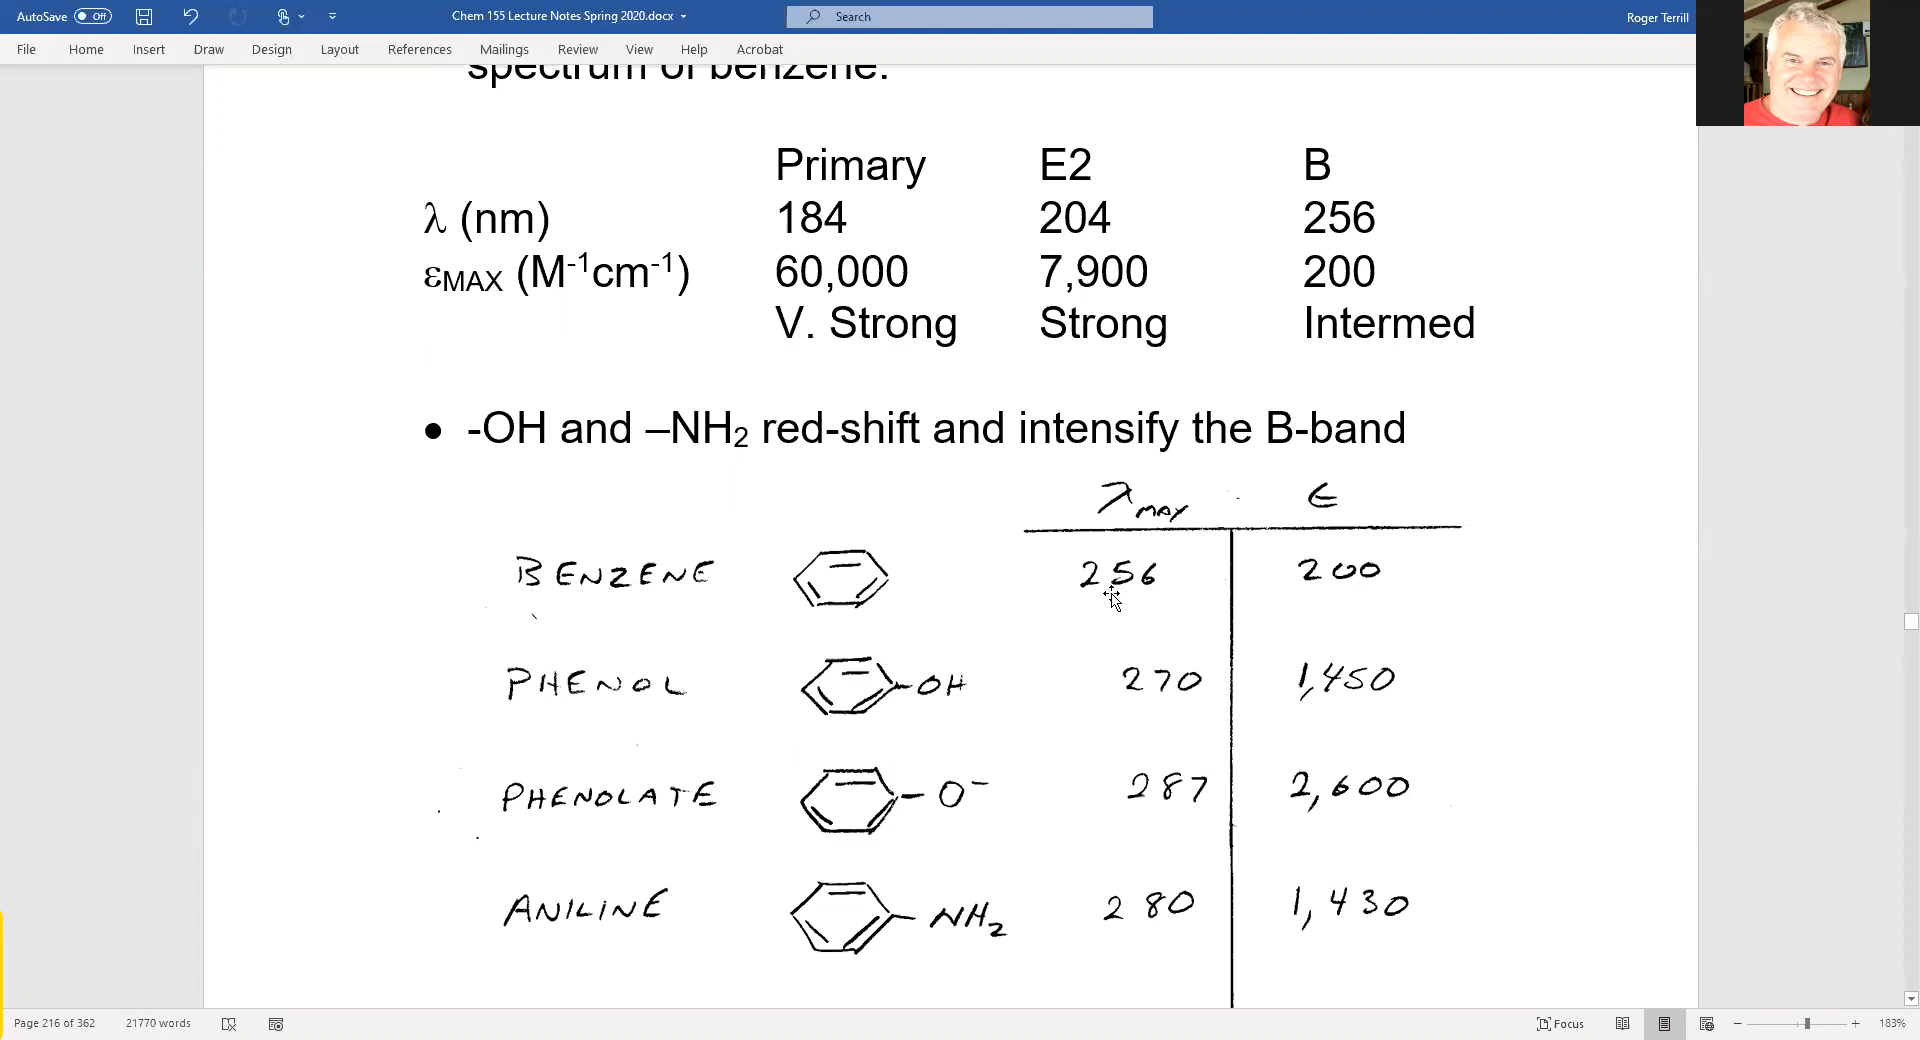 AutoSave Off Chem 155 Lecture Notes Spring 2020.docx Search Roger Terrill
File Home Insert Draw Design Layout References Mailings Review View Help Acrobat
spectrum of benzene.
Primary E2 B
λ (nm) 184 204 256
εMAX (M⁻¹cm⁻¹) 60,000 7,900 200
V. Strong Strong Intermed
• -OH and –NH₂ red-shift and intensify the B-band
λMAX ε
BENZENE 256 200
PHENOL -OH 270 1,450
PHENOLATE - O⁻ 287 2,600
ANILINE - NH₂ 280 1,430
Page 216 of 362 21770 words Focus 183%